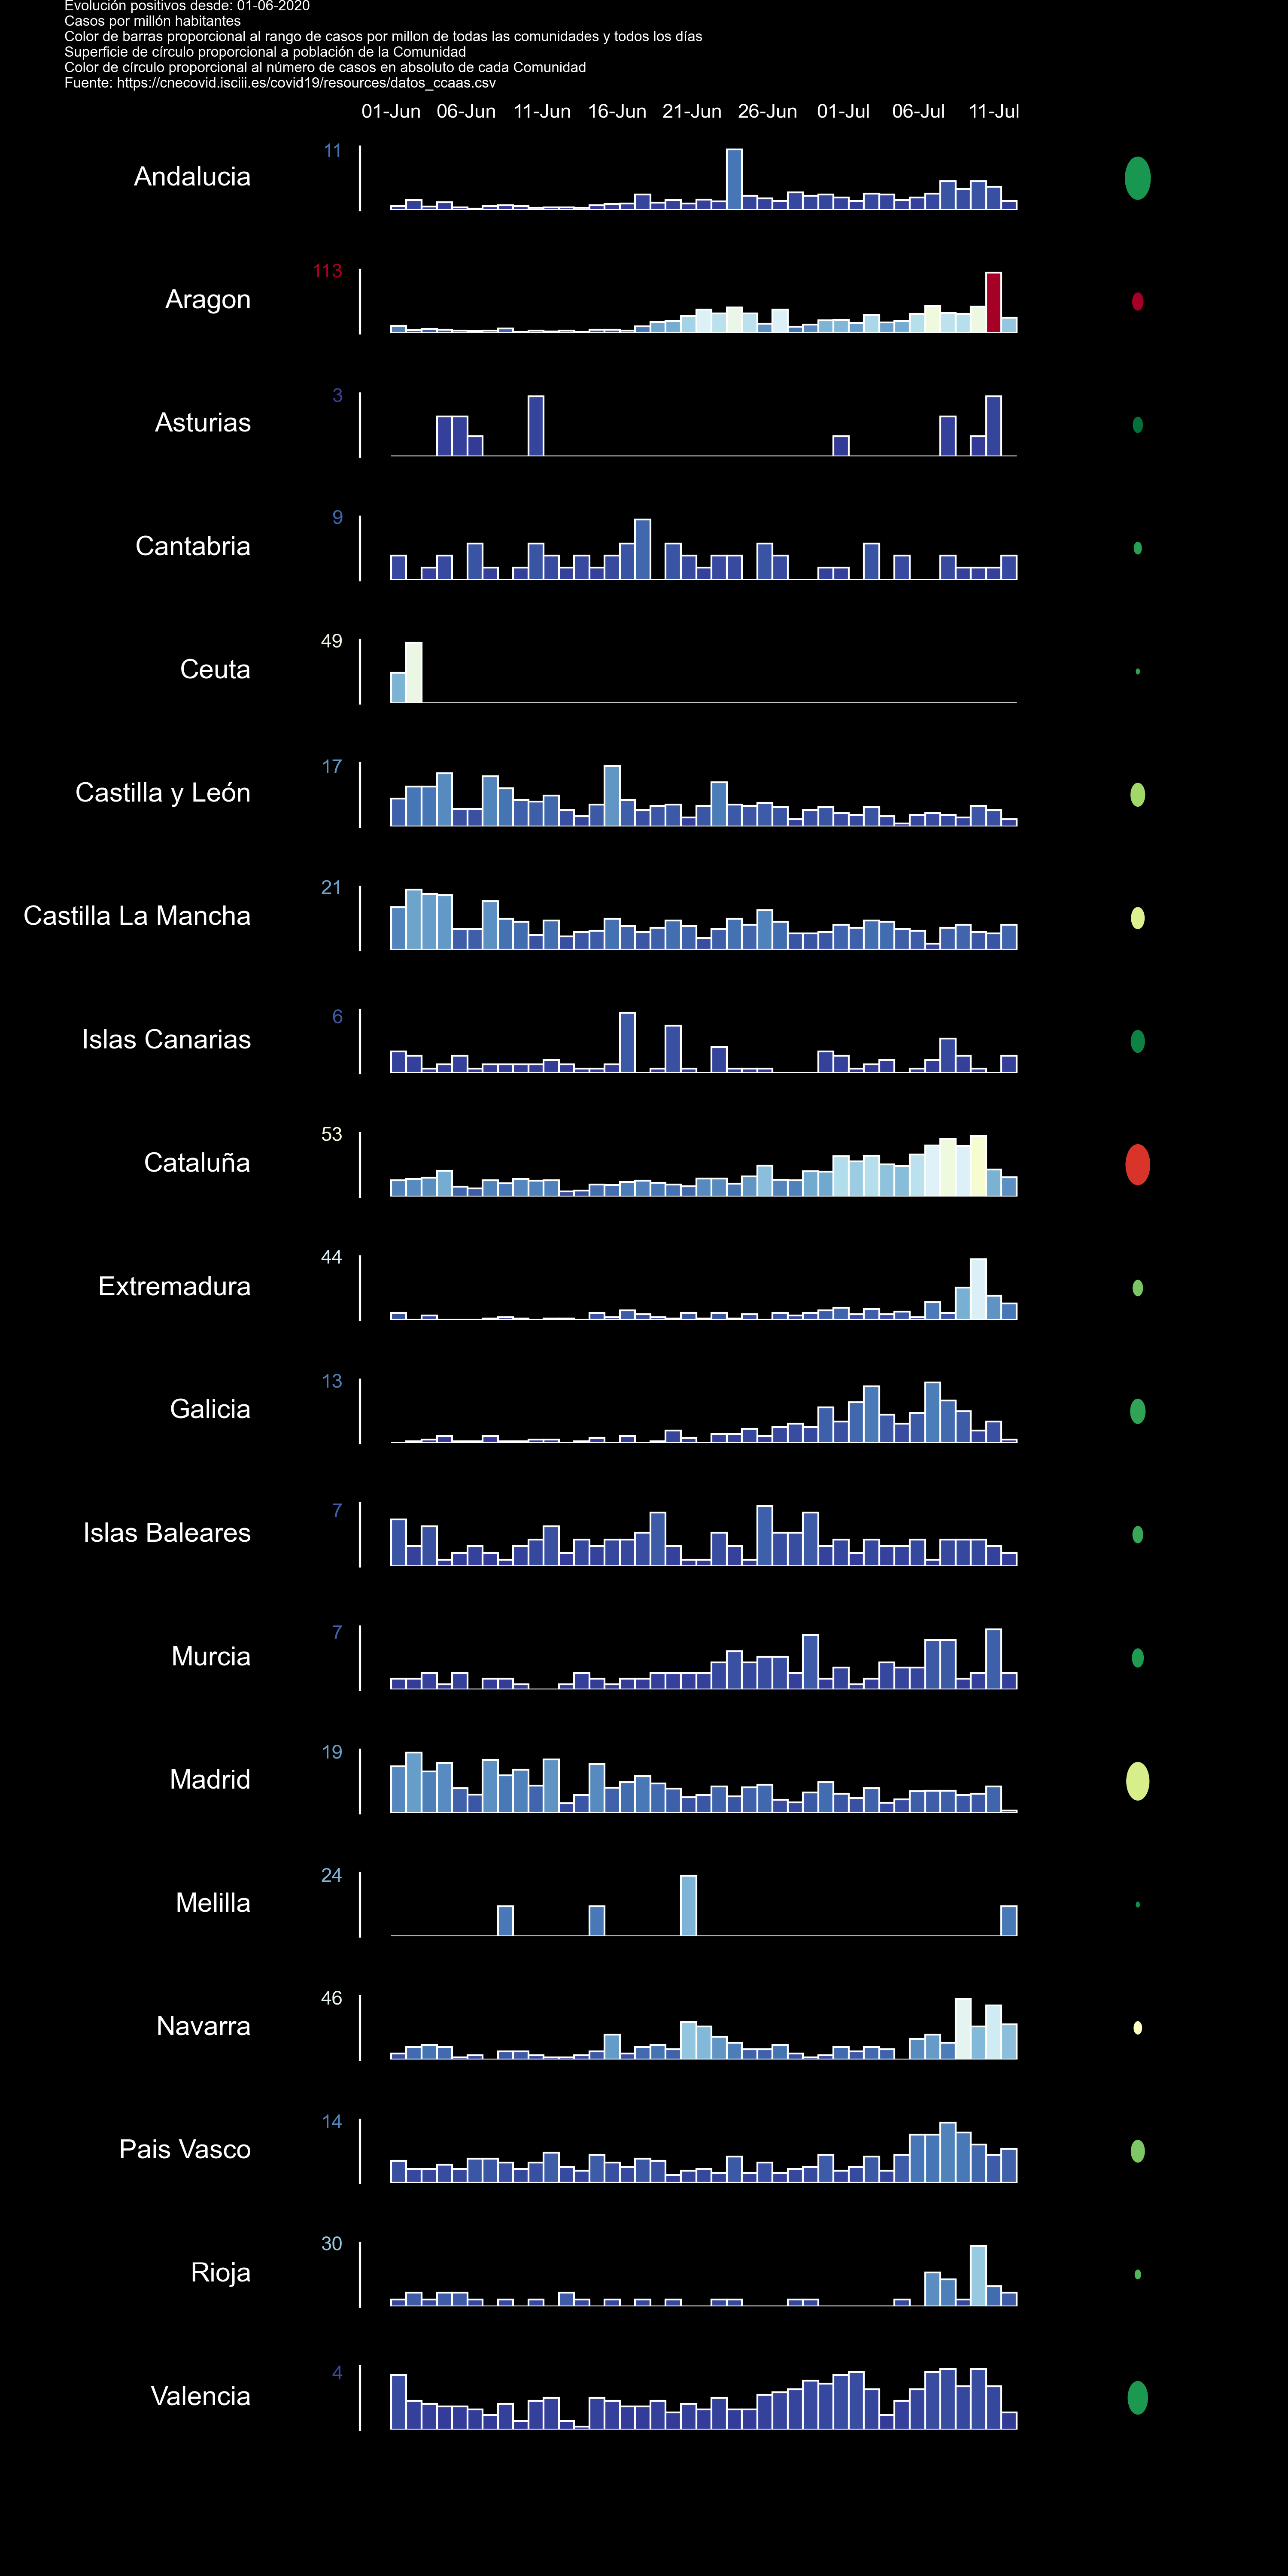 Evolución positivos desde: 01-06-2020
Casos por millón habitantes
Color de barras proporcional al rango de casos por millon de todas las comunidades y todos los días
Superficie de círculo proporcional a población de la Comunidad
Color de círculo proporcional al número de casos en absoluto de cada Comunidad
Fuente: https://cnecovid.isciii.es/covid19/resources/datos_ccaas.csv
01-Jun 06-Jun 11-Jun 16-Jun 21-Jun 26-Jun 01-Jul 06-Jul 11-Jul
Andalucia 11
Aragon 113
Asturias 3
Cantabria 9
Ceuta 49
Castilla y León 17
Castilla La Mancha 21
Islas Canarias 6
Cataluña 53
Extremadura 44
Galicia 13
Islas Baleares 7
Murcia 7
Madrid 19
Melilla 24
Navarra 46
Pais Vasco 14
Rioja 30
Valencia 4